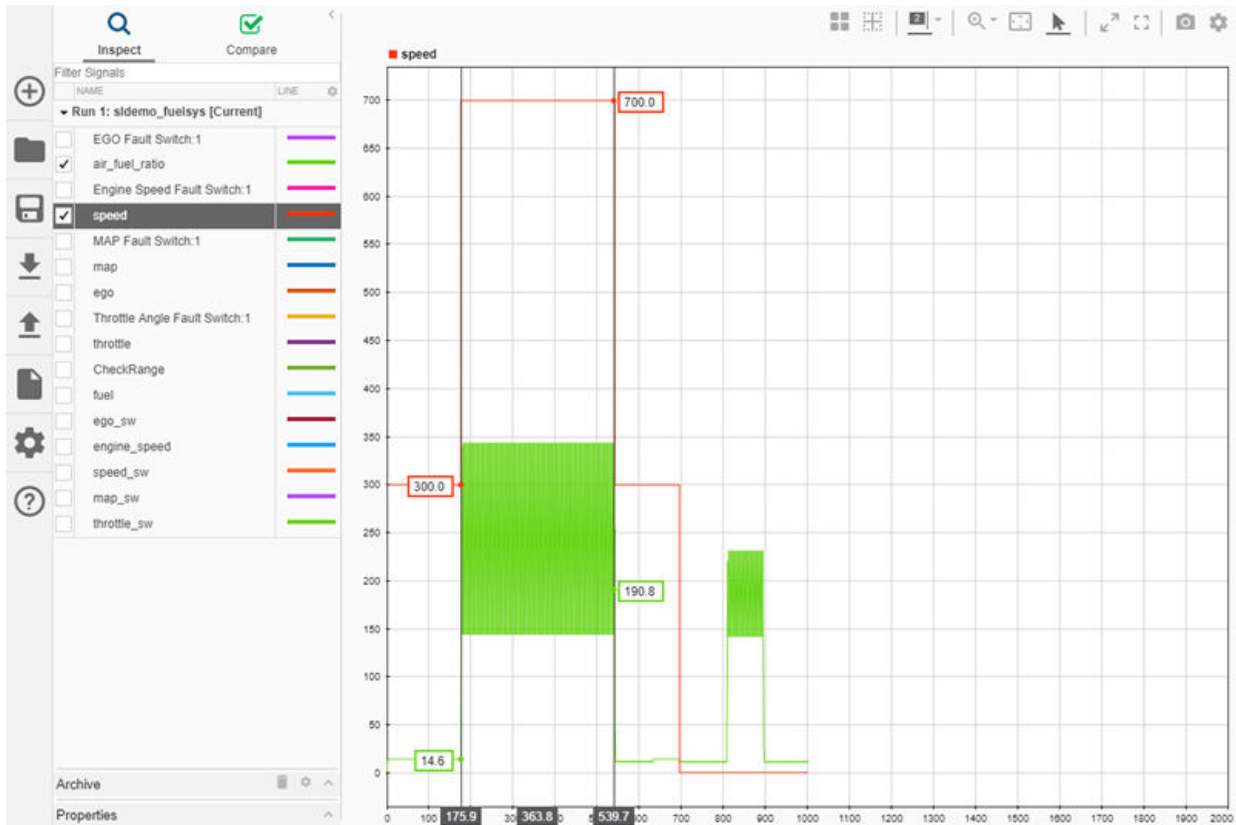 Inspect
Compare
Filter Signals
NAME LINE
Run 1: sldemo_fuelsys [Current]
EGO Fault Switch:1
air_fuel_ratio
Engine Speed Fault Switch:1
speed
MAP Fault Switch:1
map
ego
Throttle Angle Fault Switch:1
throttle
CheckRange
fuel
ego_sw
engine_speed
speed_sw
map_sw
throttle_sw
Archive
Properties
2
speed
700
650
600
550
500
450
400
350
300
250
200
150
100
50
0
700.0
300.0
190.8
14.6
0 100 175.9 30 363.8 539.7 700 800 900 1000 1100 1200 1300 1400 1500 1600 1700 1800 1900 2000